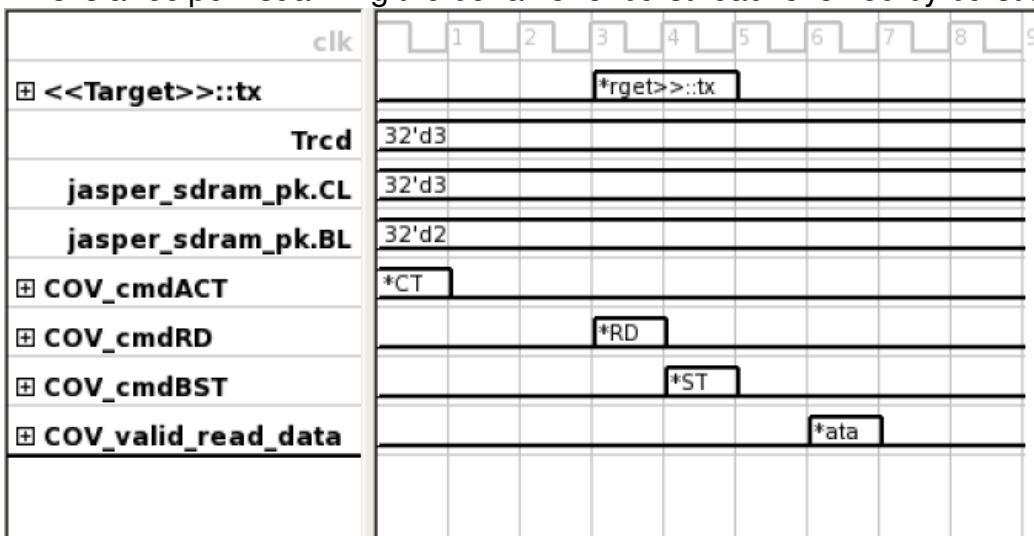 clk 1 2 3 4 5 6 7 8 9
<<Target>>::tx *rget>>::tx
Trcd 32'd3
jasper_sdram_pk.CL 32'd3
jasper_sdram_pk.BL 32'd2
COV_cmdACT *CT
COV_cmdRD *RD
COV_cmdBST *ST
COV_valid_read_data *ata